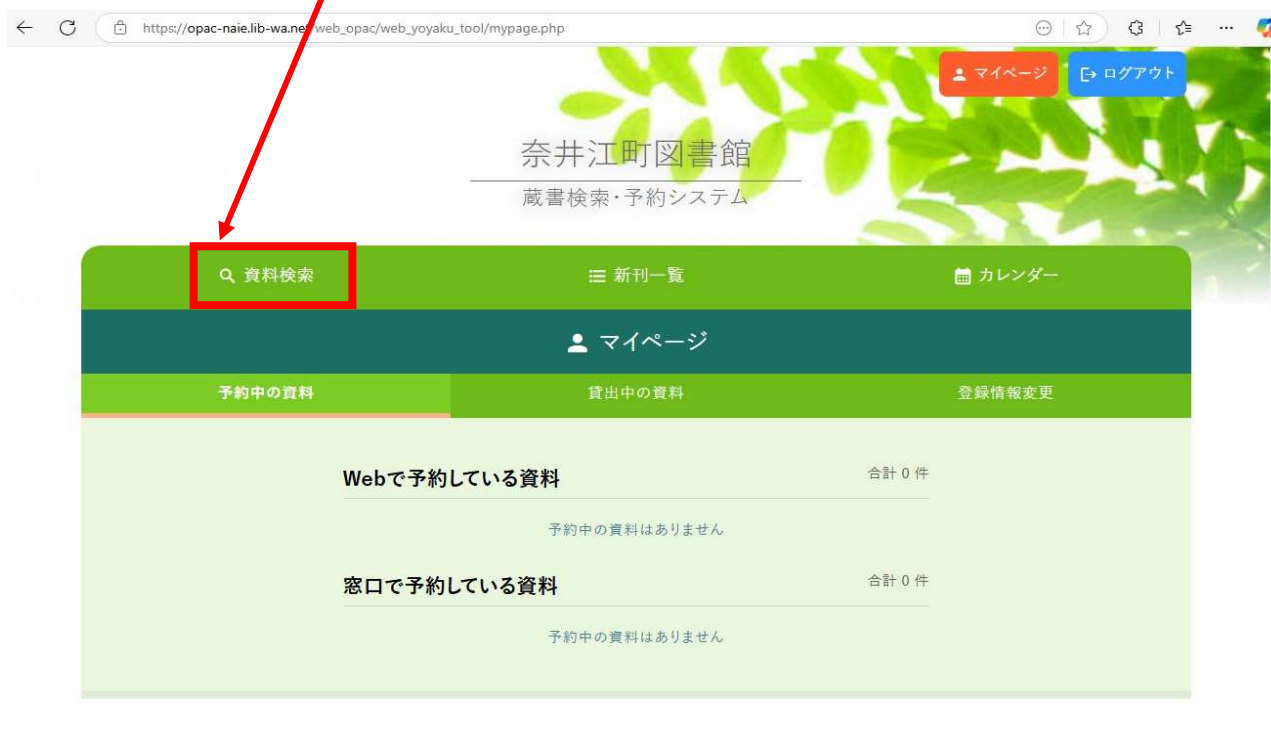 https://opac-naie.lib-wa.net/web_opac/web_yoyaku_tool/mypage.php
マイページ
ログアウト
奈井江町図書館
蔵書検索・予約システム
資料検索
新刊一覧
カレンダー
マイページ
予約中の資料
貸出中の資料
登録情報変更
Webで予約している資料
合計 0 件
予約中の資料はありません
窓口で予約している資料
合計 0 件
予約中の資料はありません